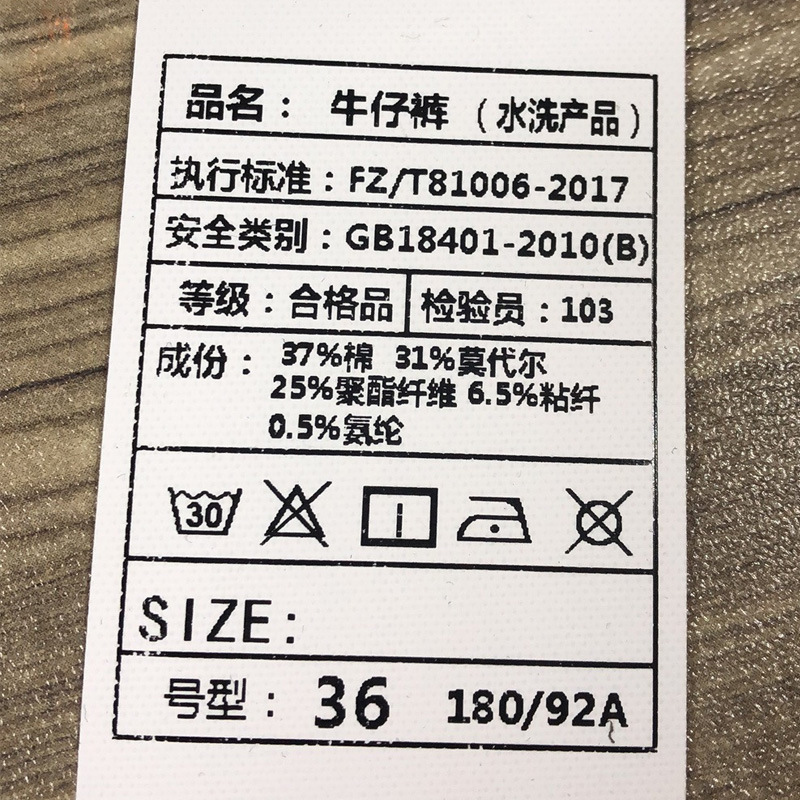 品名： 牛仔裤 （水洗产品）
执行标准：FZ/T81006-2017
安全类别：GB18401-2010(B)
等级：合格品 检验员：103
成份： 37%棉 31%莫代尔
25%聚酯纤维 6.5%粘纤
0.5%氨纶
30
SIZE:
号型： 36 180/92A